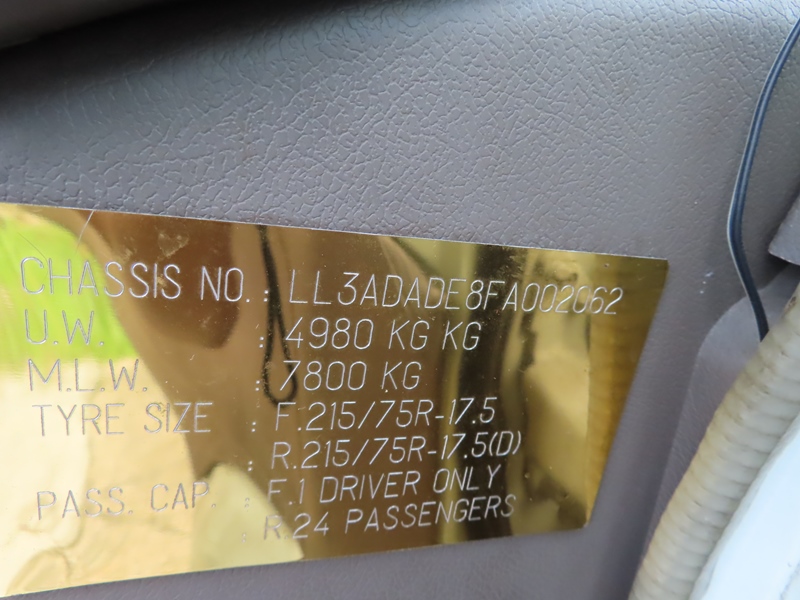 CHASSIS NO. : LL3ADADE8FA002062
U.W. : 4980 KG KG
M.L.W. : 7800 KG
TYRE SIZE : F.215/75R-17.5
: R.215/75R-17.5(D)
PASS. CAP. : F.1 DRIVER ONLY
: R.24 PASSENGERS